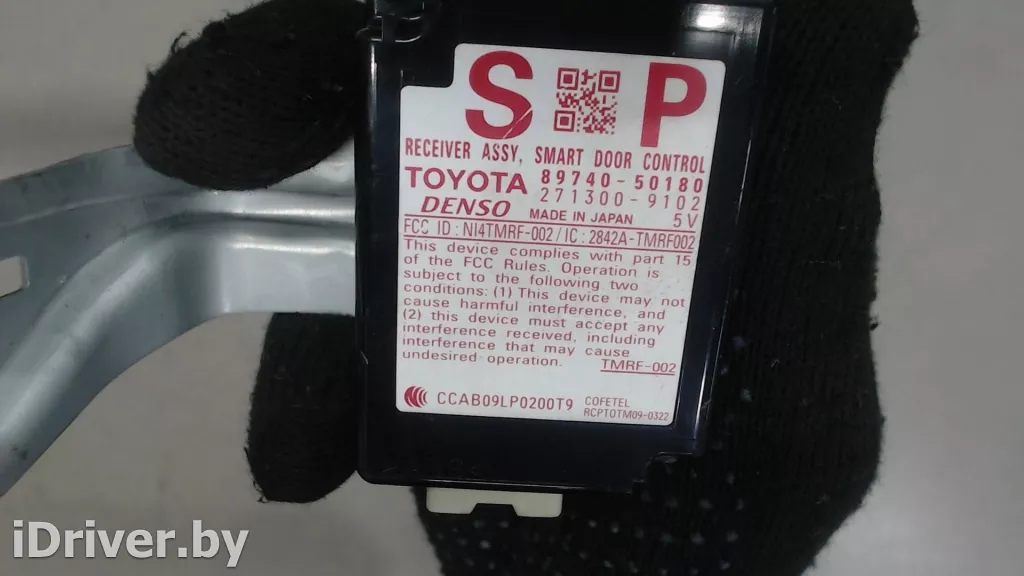 S P
RECEIVER ASSY, SMART DOOR CONTROL
TOYOTA 89740-50180
271300-9102
DENSO MADE IN JAPAN 5V
FCC ID : NI4TMRF-002 / IC : 2842A-TMRF002
This device complies with part 15
of the FCC Rules. Operation is
subject to the following two
conditions: (1) This device may not
cause harmful interference, and
(2) this device must accept any
interference received, including
interference that may cause
undesired operation. TMRF-002
CCAB09LP0200T9 COFETEL
RCPTOTM09-0322
iDriver.by